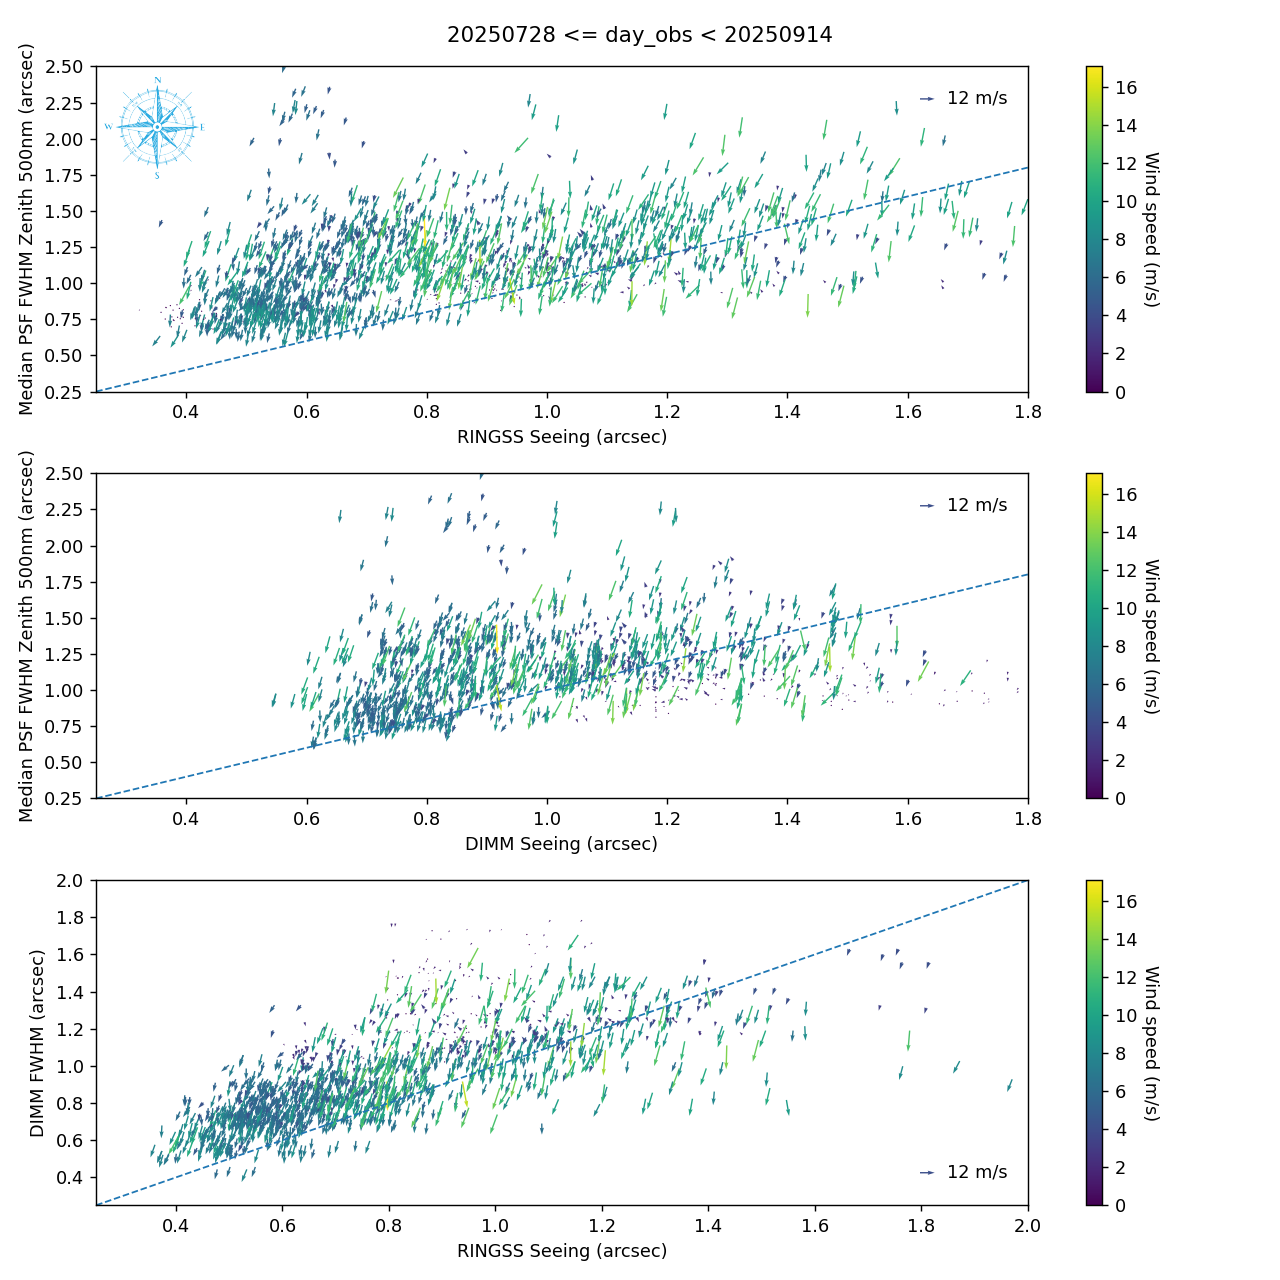 20250728 <= day_obs < 20250914
Median PSF FWHM Zenith 500nm (arcsec)
2.50
2.25
2.00
1.75
1.50
1.25
1.00
0.75
0.50
0.25
N
W
E
S
12 m/s
0.4 0.6 0.8 1.0 1.2 1.4 1.6 1.8
RINGSS Seeing (arcsec)
16
14
12
10
8
6
4
2
0
Wind speed (m/s)
Median PSF FWHM Zenith 500nm (arcsec)
2.50
2.25
2.00
1.75
1.50
1.25
1.00
0.75
0.50
0.25
12 m/s
0.4 0.6 0.8 1.0 1.2 1.4 1.6 1.8
DIMM Seeing (arcsec)
16
14
12
10
8
6
4
2
0
Wind speed (m/s)
DIMM FWHM (arcsec)
2.0
1.8
1.6
1.4
1.2
1.0
0.8
0.6
0.4
12 m/s
0.4 0.6 0.8 1.0 1.2 1.4 1.6 1.8 2.0
RINGSS Seeing (arcsec)
16
14
12
10
8
6
4
2
0
Wind speed (m/s)